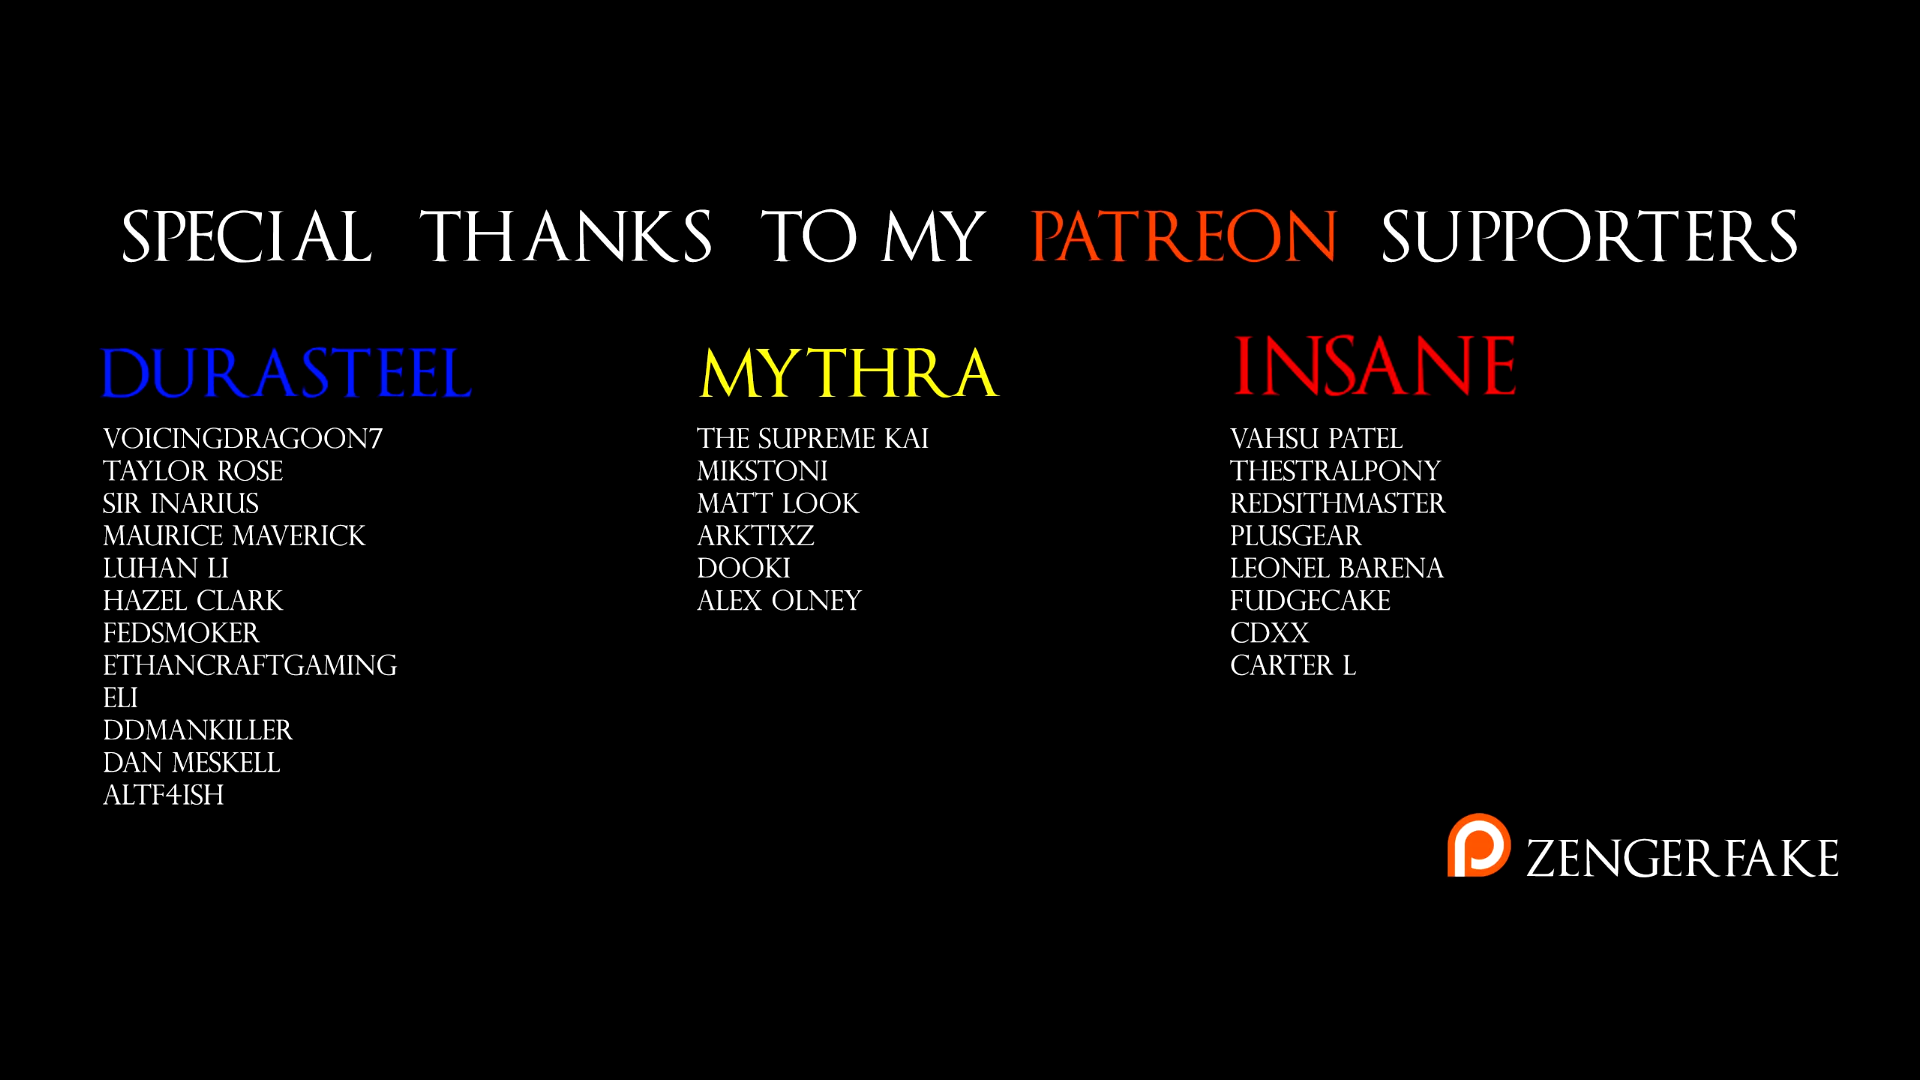 SPECIAL THANKS TO MY PATREON SUPPORTERS
DURASTEEL
VOICINGDRAGOON7
TAYLOR ROSE
SIR INARIUS
MAURICE MAVERICK
LUHAN LI
HAZEL CLARK
FEDSMOKER
ETHANCRAFTGAMING
ELI
DDMANKILLER
DAN MESKELL
ALTF4ISH
MYTHRA
THE SUPREME KAI
MIKSTONI
MATT LOOK
ARKTIXZ
DOOKI
ALEX OLNEY
INSANE
VAHSU PATEL
THESTRALPONY
REDSITHMASTER
PLUSGEAR
LEONEL BARENA
FUDGECAKE
CDXX
CARTER L
ZENGERFAKE